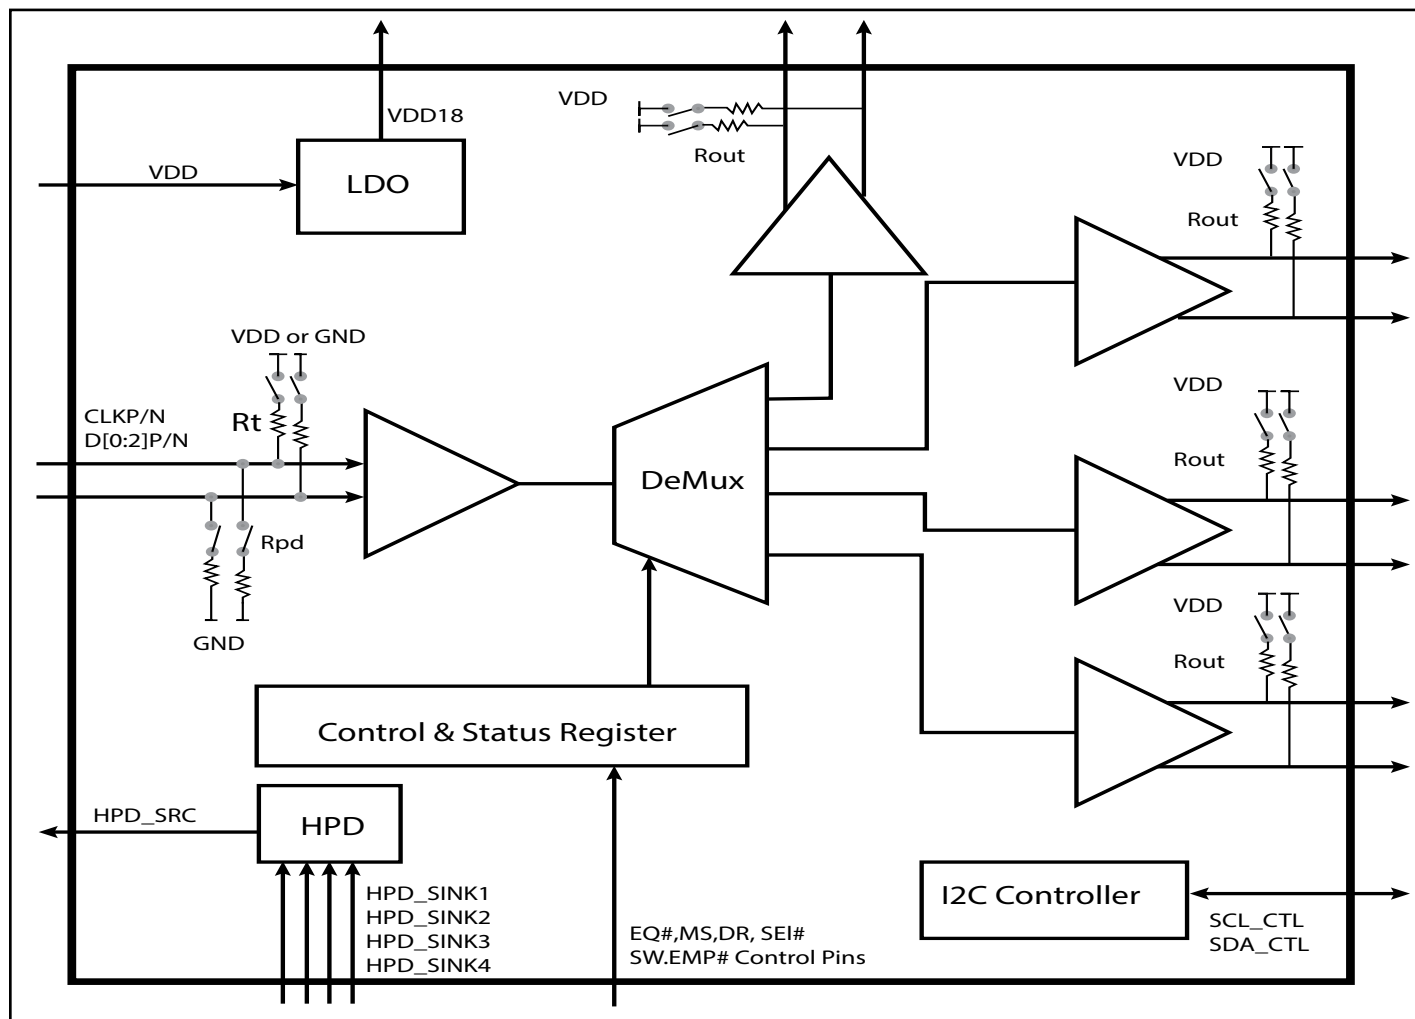 VDD18
VDD
LDO
VDD
Rout
VDD
Rout
VDD or GND
Rt
CLKP/N
D[0:2]P/N
Rpd
GND
DeMux
VDD
Rout
VDD
Rout
Control & Status Register
HPD_SRC
HPD
HPD_SINK1
HPD_SINK2
HPD_SINK3
HPD_SINK4
EQ#,MS,DR, SEl#
SW.EMP# Control Pins
I2C Controller
SCL_CTL
SDA_CTL